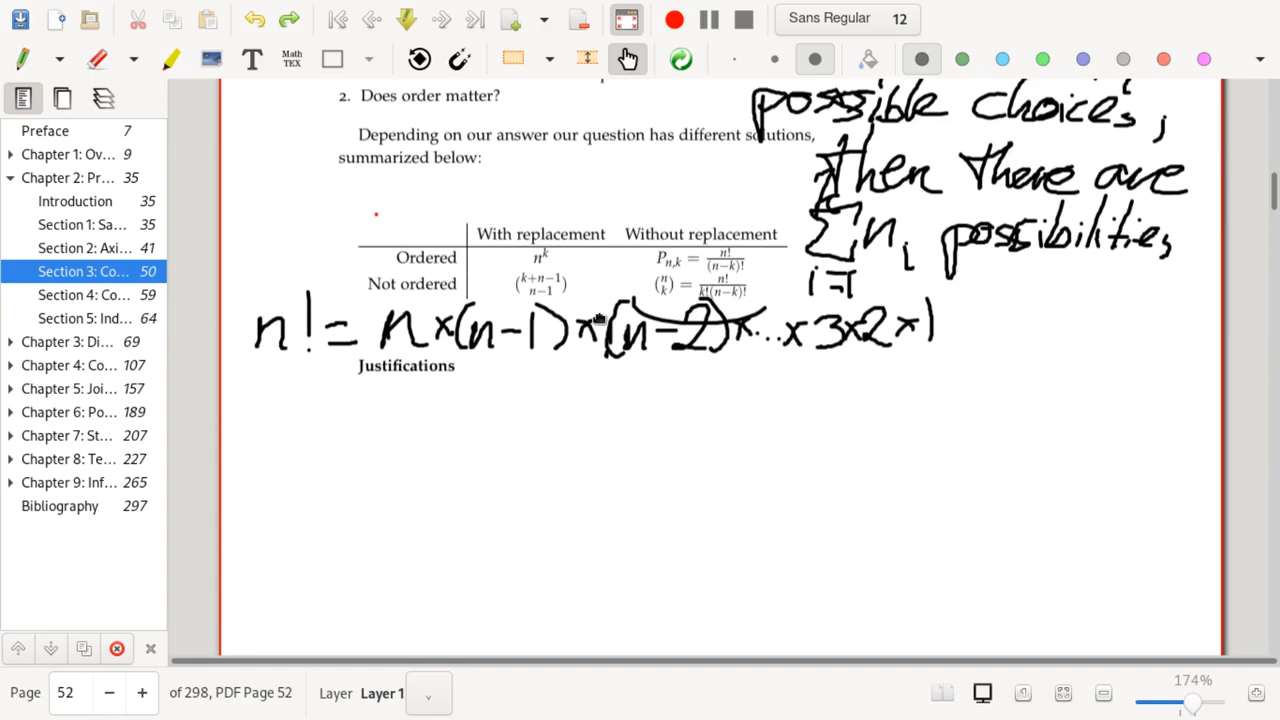 Sans Regular 12
Math
TEX
Preface 7
Chapter 1: Ov... 9
Chapter 2: Pr... 35
Introduction 35
Section 1: Sa... 35
Section 2: Axi... 41
Section 3: Co... 50
Section 4: Co... 59
Section 5: Ind... 64
Chapter 3: Di... 69
Chapter 4: Co... 107
Chapter 5: Joi... 157
Chapter 6: Po... 189
Chapter 7: St... 207
Chapter 8: Te... 227
Chapter 9: Inf... 265
Bibliography 297
2. Does order matter?
Depending on our answer our question has different solutions,
summarized below:
possible choices,
then there are
∑ n_i possibilities
i=1
With replacement Without replacement
Ordered n^k P_{n,k} = n!/(n−k)!
Not ordered (k+n−1 choose n−1) (n choose k) = n!/(k!(n−k)!)
n! = n×(n−1)×(n−2)×...×3×2×1
Justifications
Page 52 − + of 298, PDF Page 52 Layer Layer 1 174%